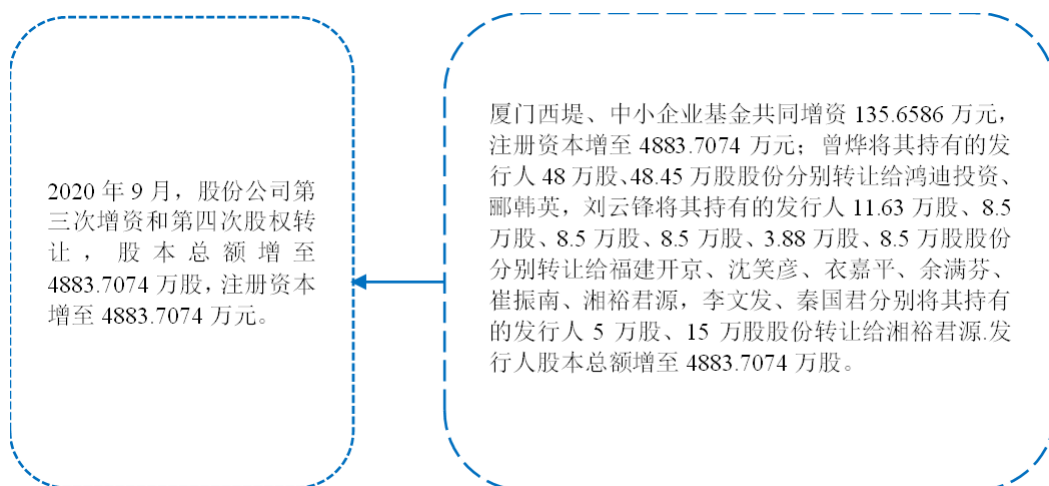 2020 年 9 月，股份公司第
三次增资和第四次股权转
让，股本总额增至
4883.7074 万股，注册资本
增至 4883.7074 万元。
厦门西堤、中小企业基金共同增资 135.6586 万元，
注册资本增至 4883.7074 万元；曾烨将其持有的发
行人 48 万股、48.45 万股股份分别转让给鸿迪投资、
郦韩英，刘云锋将其持有的发行人 11.63 万股、8.5
万股、8.5 万股、8.5 万股、3.88 万股、8.5 万股股份
分别转让给福建开京、沈笑彦、衣嘉平、余满芬、
崔振南、湘裕君源，李文发、秦国君分别将其持有
的发行人 5 万股、15 万股股份转让给湘裕君源.发
行人股本总额增至 4883.7074 万股。